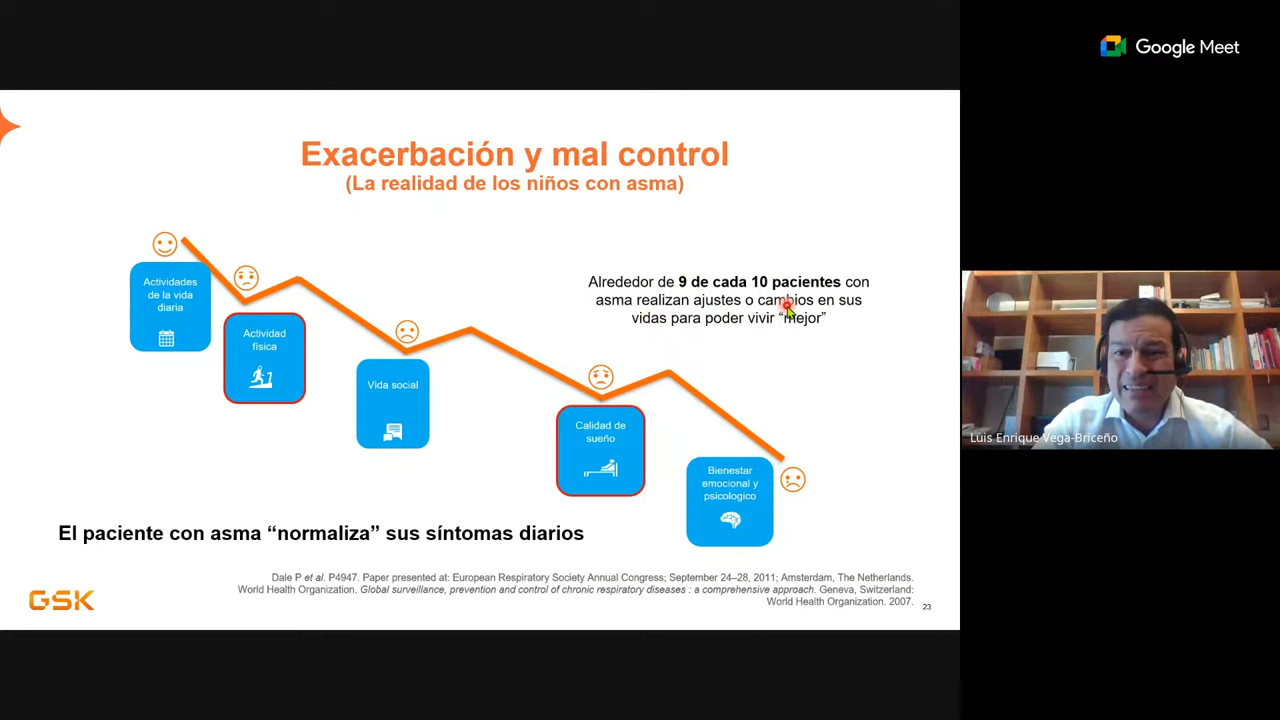 Google Meet
Exacerbación y mal control
(La realidad de los niños con asma)
Actividades
de la vida
diaria
Actividad
física
Vida social
Calidad de
sueño
Bienestar
emocional y
psicologico
Alrededor de 9 de cada 10 pacientes con
asma realizan ajustes o cambios en sus
vidas para poder vivir “mejor”
El paciente con asma “normaliza” sus síntomas diarios
Dale P et al. P4947. Paper presented at: European Respiratory Society Annual Congress; September 24–28, 2011; Amsterdam, The Netherlands.
World Health Organization. Global surveillance, prevention and control of chronic respiratory diseases : a comprehensive approach. Geneva, Switzerland:
World Health Organization. 2007.
GSK
23
Luis Enrique Vega-Briceño